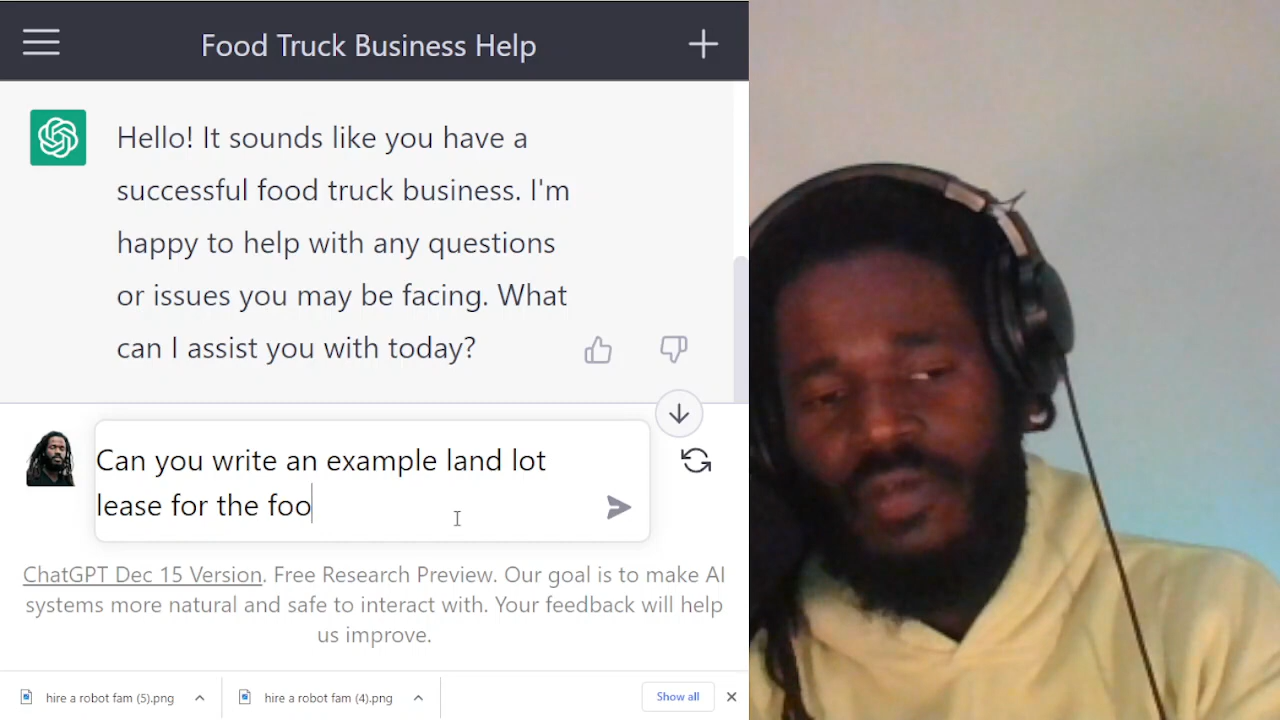 Food Truck Business Help
Hello! It sounds like you have a
successful food truck business. I'm
happy to help with any questions
or issues you may be facing. What
can I assist you with today?
Can you write an example land lot
lease for the foo
ChatGPT Dec 15 Version. Free Research Preview. Our goal is to make AI
systems more natural and safe to interact with. Your feedback will help
us improve.
hire a robot fam (5).png
hire a robot fam (4).png
Show all